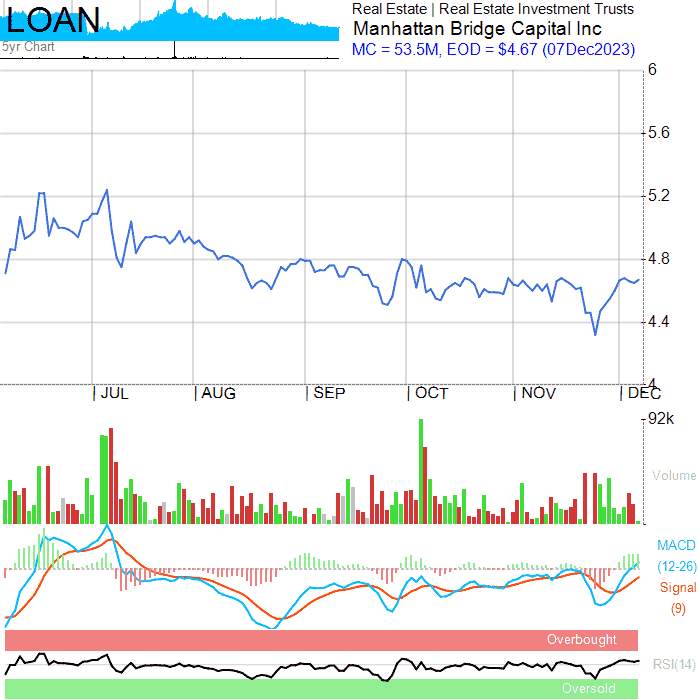 LOAN
5yr Chart
Real Estate | Real Estate Investment Trusts
Manhattan Bridge Capital Inc
MC = 53.5M, EOD = $4.67 (07Dec2023)
6
5.6
5.2
4.8
4.4
4
JUL AUG SEP OCT NOV DEC
92k
Volume
MACD
(12-26)
Signal
(9)
Overbought
RSI(14)
Oversold